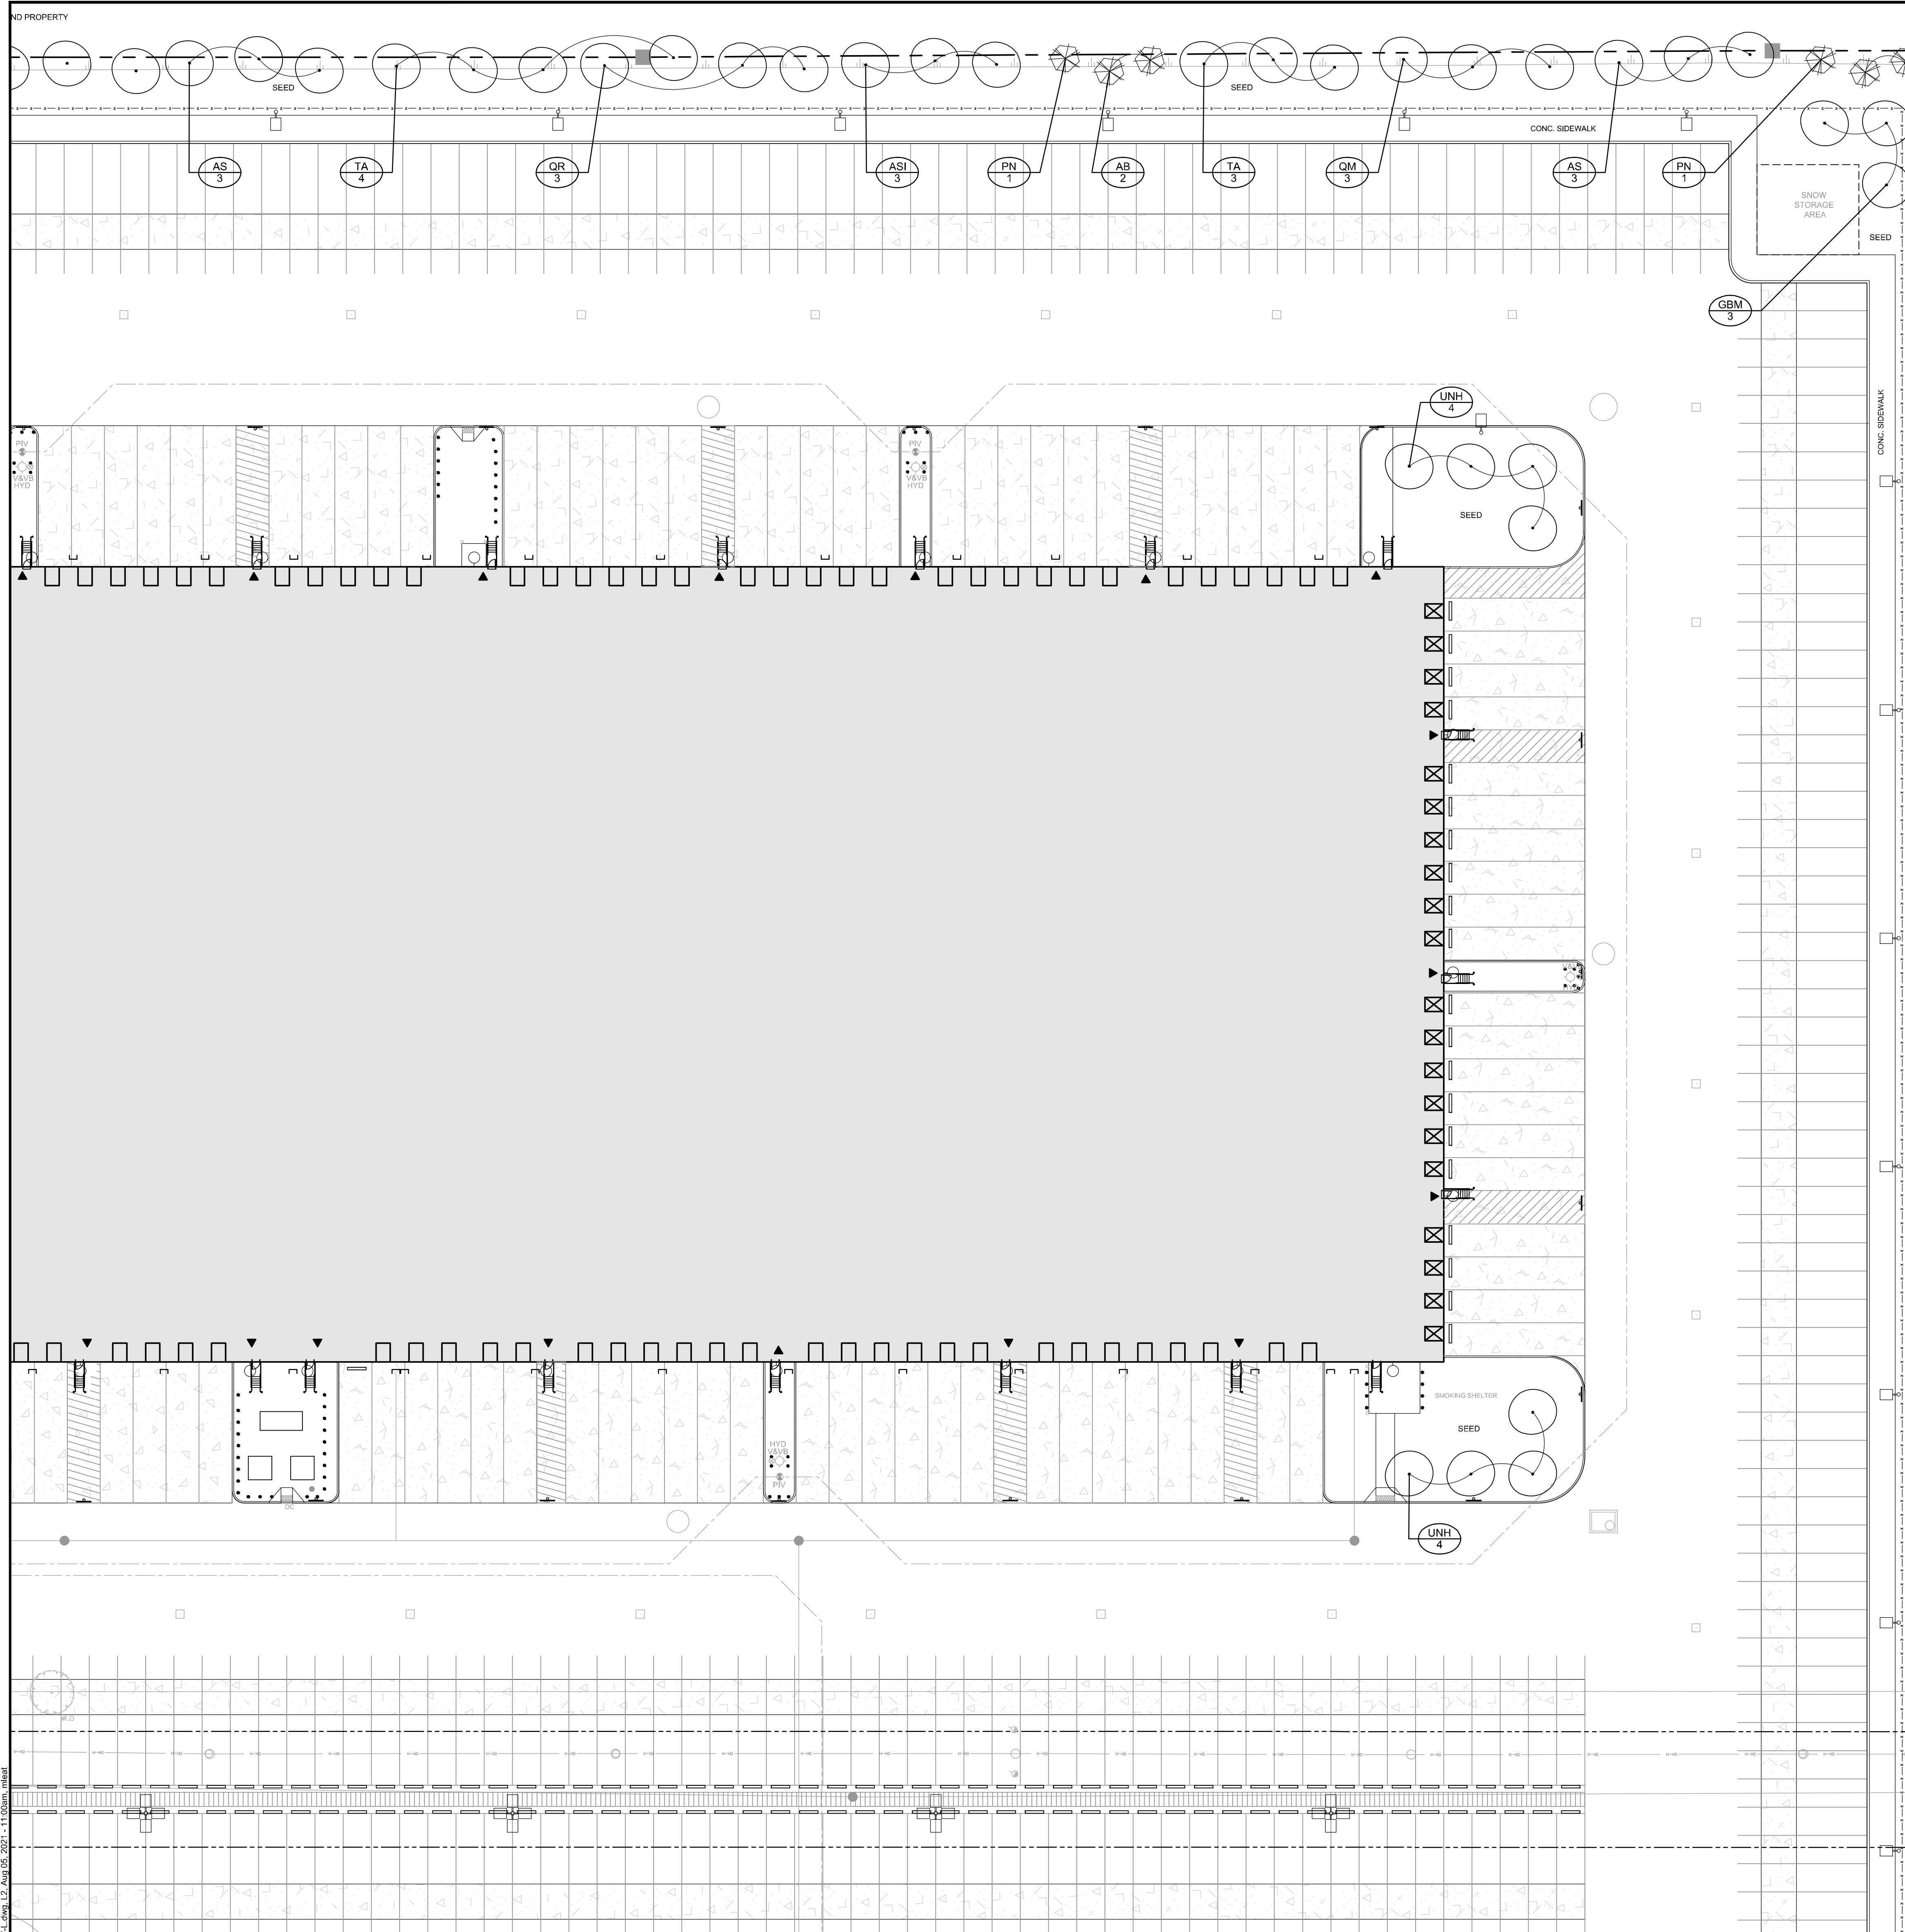 ND PROPERTY
SEED
SEED
CONC. SIDEWALK
AS
3
TA
4
QR
3
ASI
3
PN
1
AB
2
TA
3
QM
3
AS
3
PN
1
SNOW
STORAGE
AREA
SEED
GBM
3
CONC. SIDEWALK
UNH
4
PIV
V&VB
HYD
PIV
V&VB
HYD
SEED
SMOKING SHELTER
SEED
HYD
V&VB
PIV
DC
UNH
4
-L.dwg, L2, Aug 05, 2021 - 11:00am, mleat